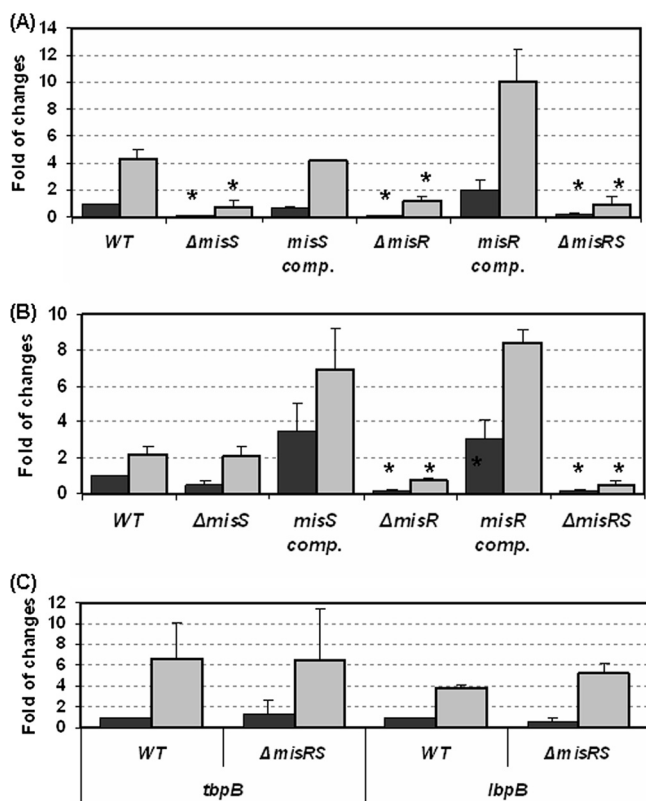 (A)
Fold of changes
14
12
10
8
6
4
2
0
* * * * * *
WT ΔmisS misS comp. ΔmisR misR comp. ΔmisRS
(B)
Fold of changes
10
8
6
4
2
0
* * * * *
WT ΔmisS misS comp. ΔmisR misR comp. ΔmisRS
(C)
Fold of changes
12
10
8
6
4
2
0
WT ΔmisRS WT ΔmisRS
tbpB lbpB